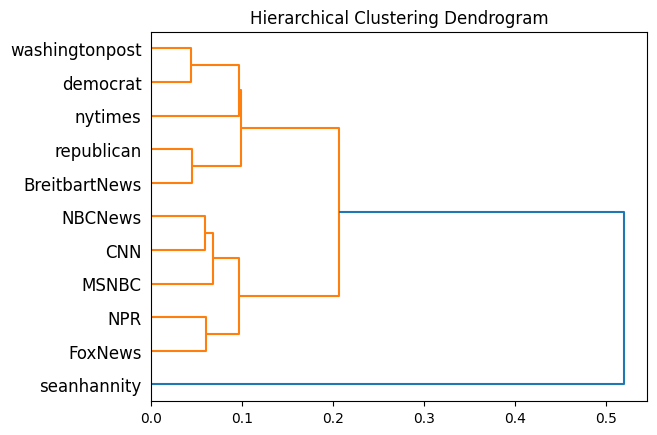 Hierarchical Clustering Dendrogram
washingtonpost
democrat
nytimes
republican
BreitbartNews
NBCNews
CNN
MSNBC
NPR
FoxNews
seanhannity
0.0 0.1 0.2 0.3 0.4 0.5